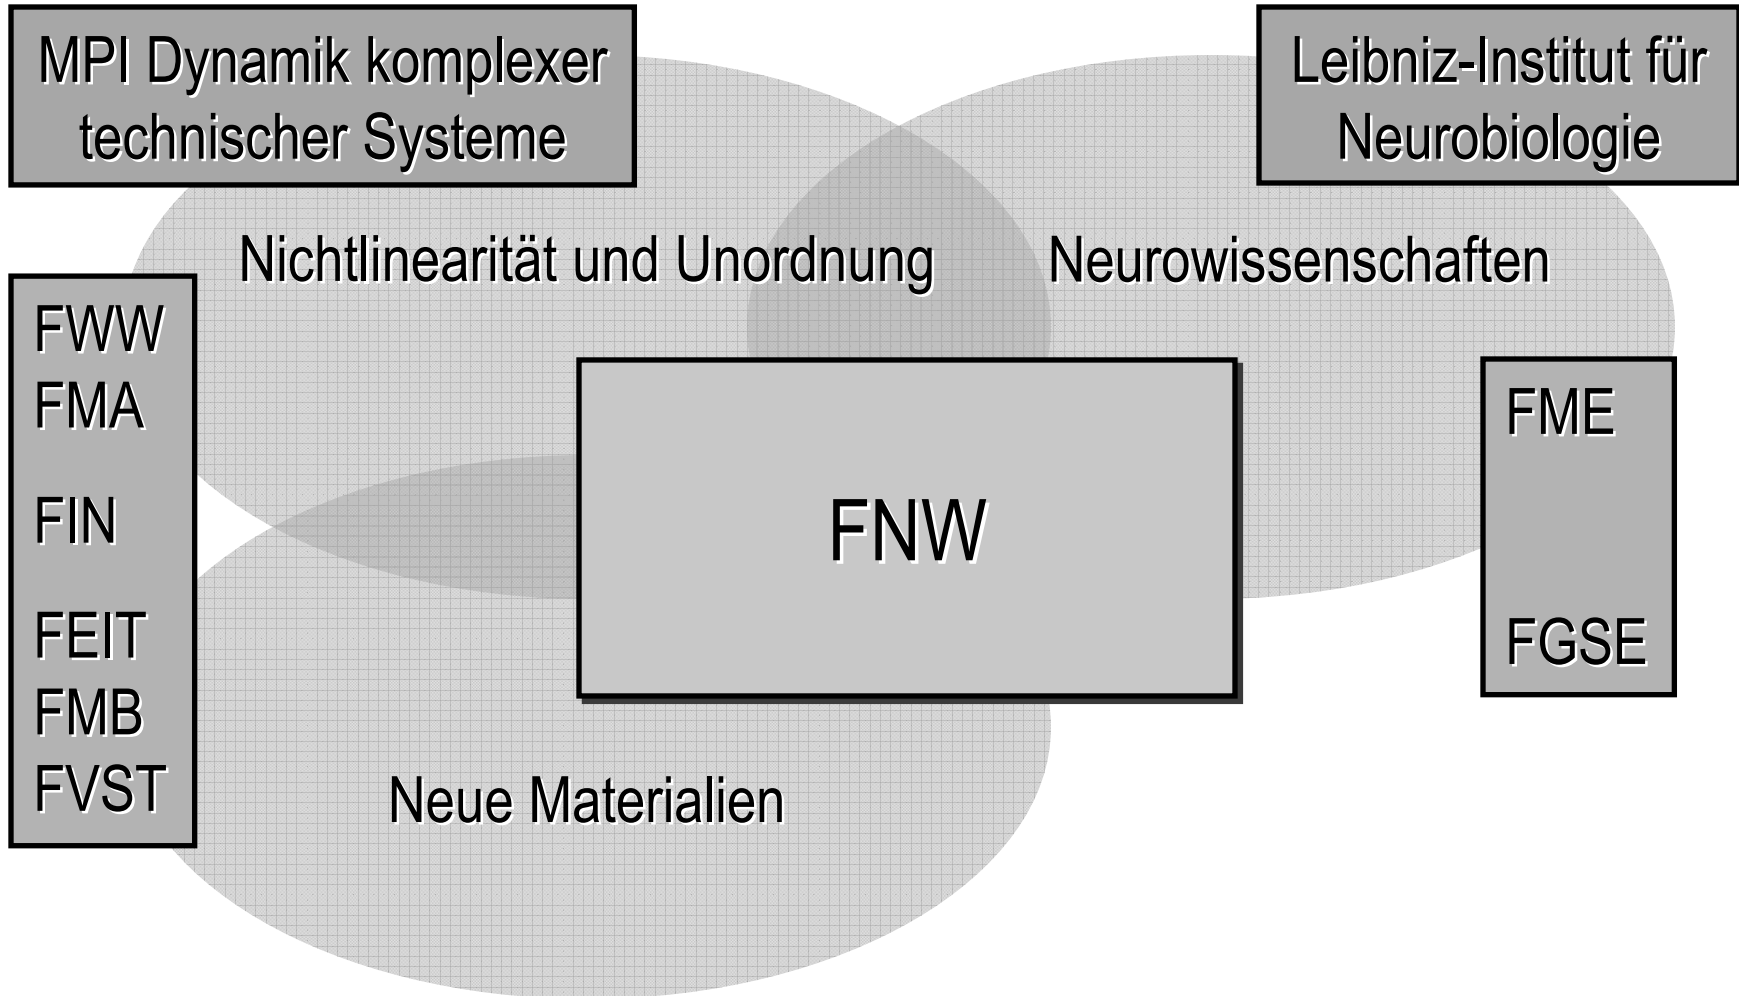 MPI Dynamik komplexer
technischer Systeme
Leibniz-Institut für
Neurobiologie
Nichtlinearität und Unordnung
Neurowissenschaften
FWW
FMA
FIN
FEIT
FMB
FVST
FNW
FME
FGSE
Neue Materialien